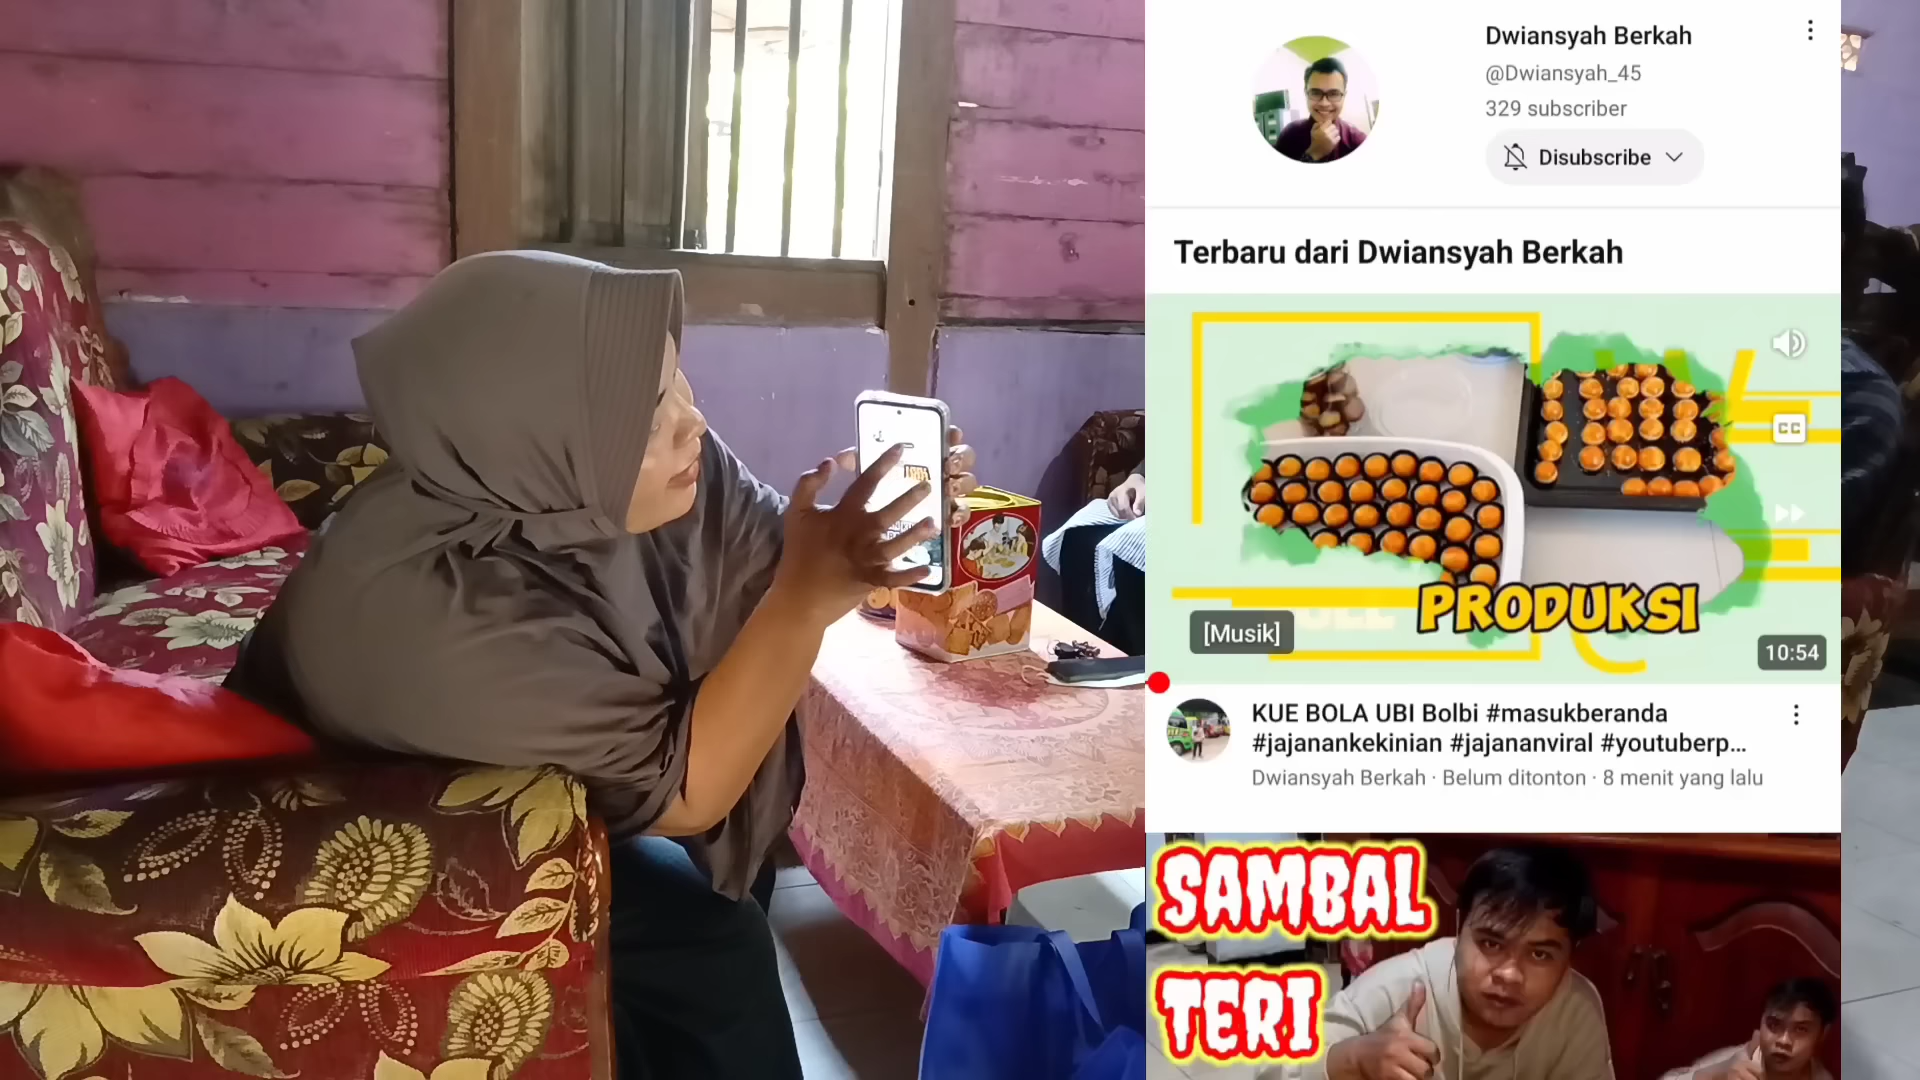 Dwiansyah Berkah
@Dwiansyah_45
329 subscriber
Disubscribe
Terbaru dari Dwiansyah Berkah
CC
PRODUKSI
[Musik]
10:54
KUE BOLA UBI Bolbi #masukberanda
#jajanankekinian #jajananviral #youtuberp...
Dwiansyah Berkah · Belum ditonton · 8 menit yang lalu
SAMBAL
TERI